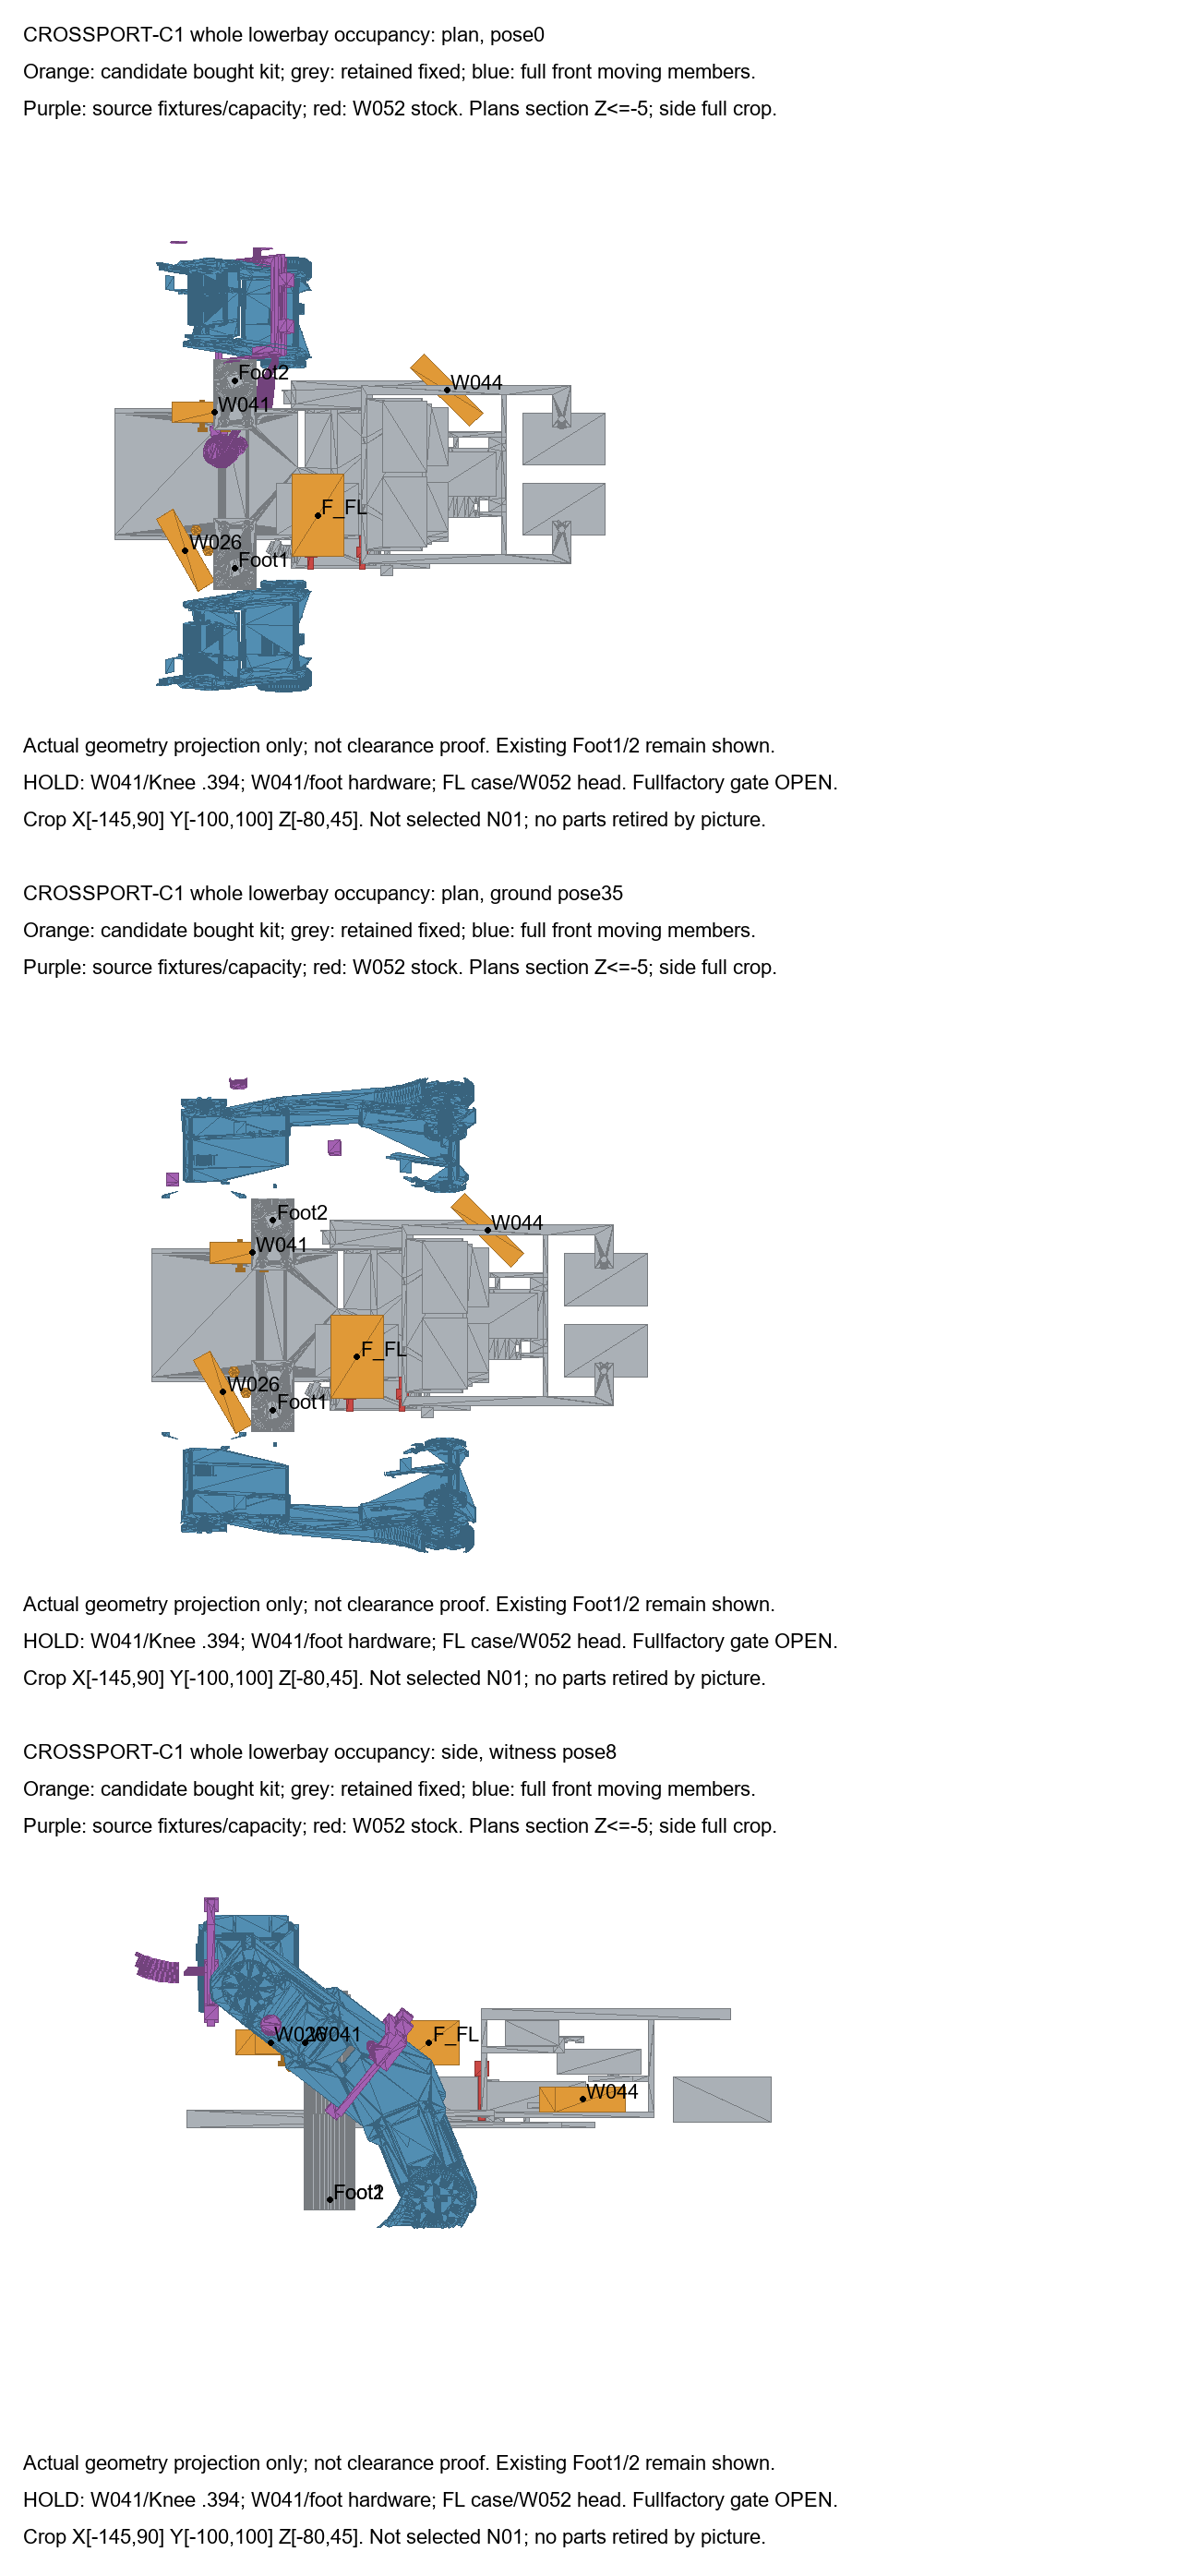 CROSSPORT-C1 whole lowerbay occupancy: plan, pose0
Orange: candidate bought kit; grey: retained fixed; blue: full front moving members.
Purple: source fixtures/capacity; red: W052 stock. Plans section Z<=-5; side full crop.
Foot2
W044
W041
F_FL
W026
Foot1
Actual geometry projection only; not clearance proof. Existing Foot1/2 remain shown.
HOLD: W041/Knee .394; W041/foot hardware; FL case/W052 head. Fullfactory gate OPEN.
Crop X[-145,90] Y[-100,100] Z[-80,45]. Not selected N01; no parts retired by picture.
CROSSPORT-C1 whole lowerbay occupancy: plan, ground pose35
Orange: candidate bought kit; grey: retained fixed; blue: full front moving members.
Purple: source fixtures/capacity; red: W052 stock. Plans section Z<=-5; side full crop.
Foot2
W044
W041
F_FL
W026
Foot1
Actual geometry projection only; not clearance proof. Existing Foot1/2 remain shown.
HOLD: W041/Knee .394; W041/foot hardware; FL case/W052 head. Fullfactory gate OPEN.
Crop X[-145,90] Y[-100,100] Z[-80,45]. Not selected N01; no parts retired by picture.
CROSSPORT-C1 whole lowerbay occupancy: side, witness pose8
Orange: candidate bought kit; grey: retained fixed; blue: full front moving members.
Purple: source fixtures/capacity; red: W052 stock. Plans section Z<=-5; side full crop.
W026
W041
F_FL
W044
Actual geometry projection only; not clearance proof. Existing Foot1/2 remain shown.
HOLD: W041/Knee .394; W041/foot hardware; FL case/W052 head. Fullfactory gate OPEN.
Crop X[-145,90] Y[-100,100] Z[-80,45]. Not selected N01; no parts retired by picture.